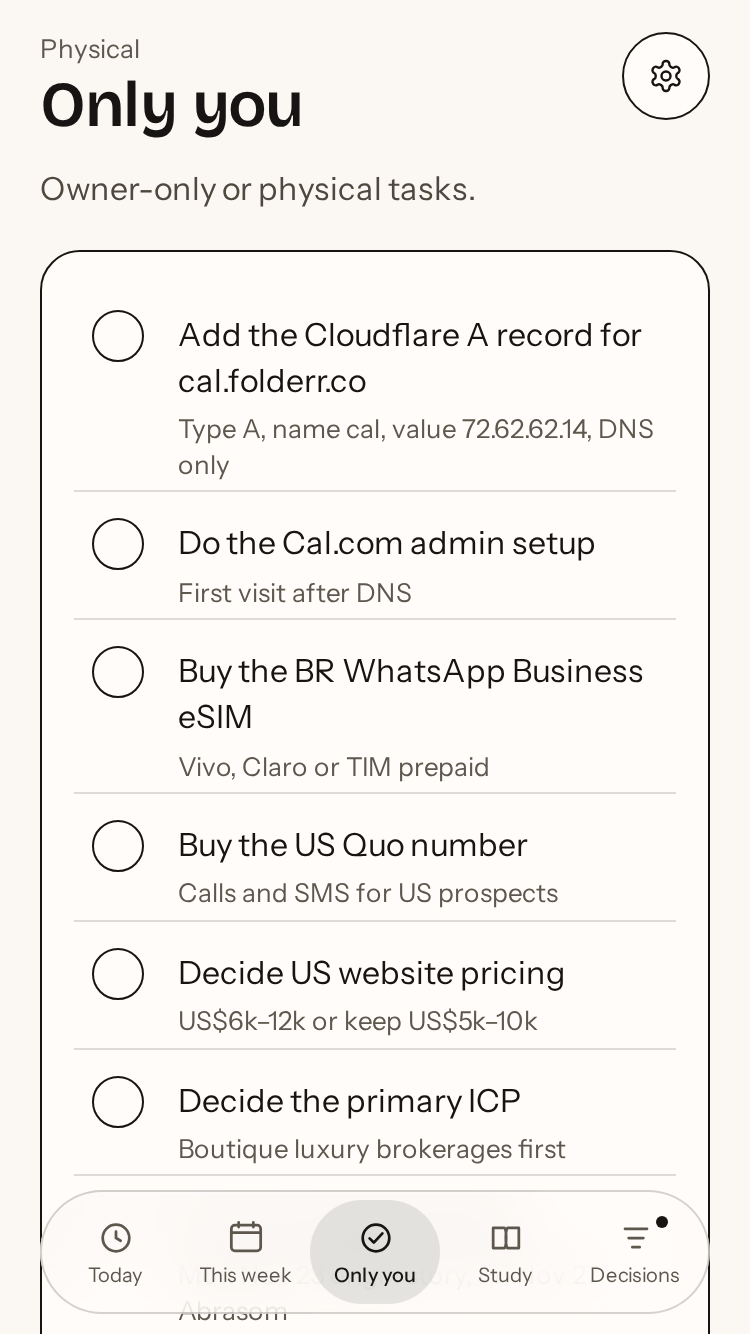 Physical
Only you
Owner-only or physical tasks.
Add the Cloudflare A record for
cal.folderr.co
Type A, name cal, value 72.62.62.14, DNS
only
Do the Cal.com admin setup
First visit after DNS
Buy the BR WhatsApp Business
eSIM
Vivo, Claro or TIM prepaid
Buy the US Quo number
Calls and SMS for US prospects
Decide US website pricing
US$6k–12k or keep US$5k–10k
Decide the primary ICP
Boutique luxury brokerages first
Today
This week
Only you
Study
Decisions
Abrasom